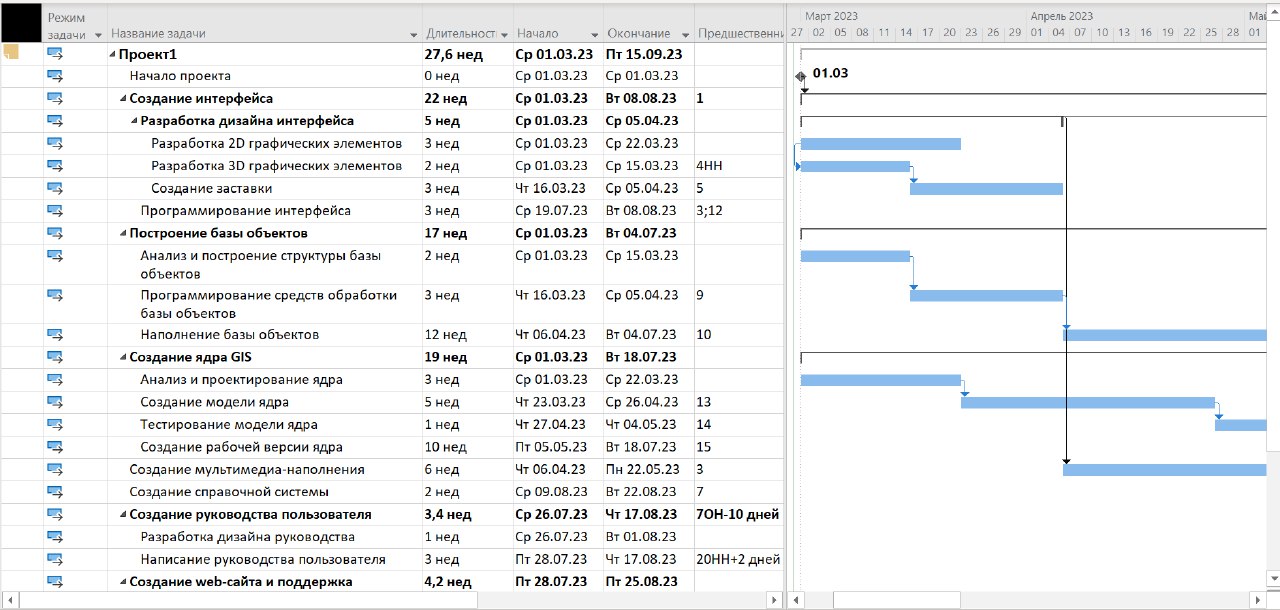 Режим задачи Название задачи Длительность Начало Окончание Предшественн
Март 2023 Апрель 2023 Май
27 02 05 08 11 14 17 20 23 26 29 01 04 07 10 13 16 19 22 25 28 01
Проект1 27,6 нед Ср 01.03.23 Пт 15.09.23
Начало проекта 0 нед Ср 01.03.23 Ср 01.03.23 01.03
Создание интерфейса 22 нед Ср 01.03.23 Вт 08.08.23 1
Разработка дизайна интерфейса 5 нед Ср 01.03.23 Ср 05.04.23
Разработка 2D графических элементов 3 нед Ср 01.03.23 Ср 22.03.23
Разработка 3D графических элементов 2 нед Ср 01.03.23 Ср 15.03.23 4НН
Создание заставки 3 нед Чт 16.03.23 Ср 05.04.23 5
Программирование интерфейса 3 нед Ср 19.07.23 Вт 08.08.23 3;12
Построение базы объектов 17 нед Ср 01.03.23 Вт 04.07.23
Анализ и построение структуры базы объектов 2 нед Ср 01.03.23 Ср 15.03.23
Программирование средств обработки базы объектов 3 нед Чт 16.03.23 Ср 05.04.23 9
Наполнение базы объектов 12 нед Чт 06.04.23 Вт 04.07.23 10
Создание ядра GIS 19 нед Ср 01.03.23 Вт 18.07.23
Анализ и проектирование ядра 3 нед Ср 01.03.23 Ср 22.03.23
Создание модели ядра 5 нед Чт 23.03.23 Ср 26.04.23 13
Тестирование модели ядра 1 нед Чт 27.04.23 Чт 04.05.23 14
Создание рабочей версии ядра 10 нед Пт 05.05.23 Вт 18.07.23 15
Создание мультимедиа-наполнения 6 нед Чт 06.04.23 Пн 22.05.23 3
Создание справочной системы 2 нед Ср 09.08.23 Вт 22.08.23 7
Создание руководства пользователя 3,4 нед Ср 26.07.23 Чт 17.08.23 7ОН-10 дней
Разработка дизайна руководства 1 нед Ср 26.07.23 Вт 01.08.23
Написание руководства пользователя 3 нед Пт 28.07.23 Чт 17.08.23 20НН+2 дней
Создание web-сайта и поддержка 4,2 нед Пт 28.07.23 Пт 25.08.23